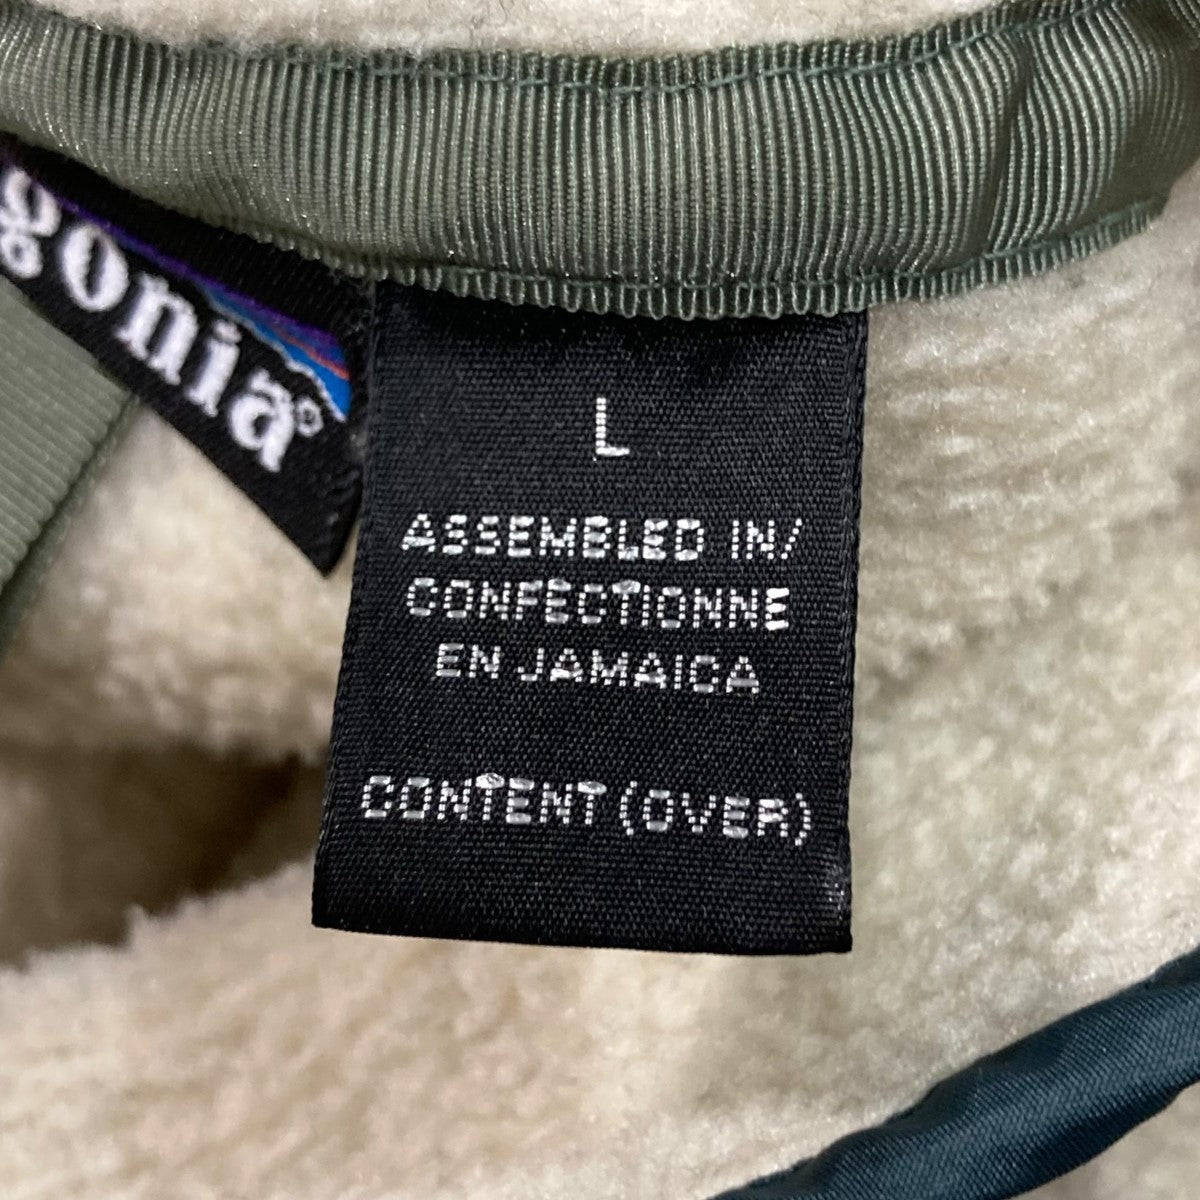 gonia®
L
ASSEMBLED IN/
CONFECTIONNE
EN JAMAICA
CONTENT (OVER)